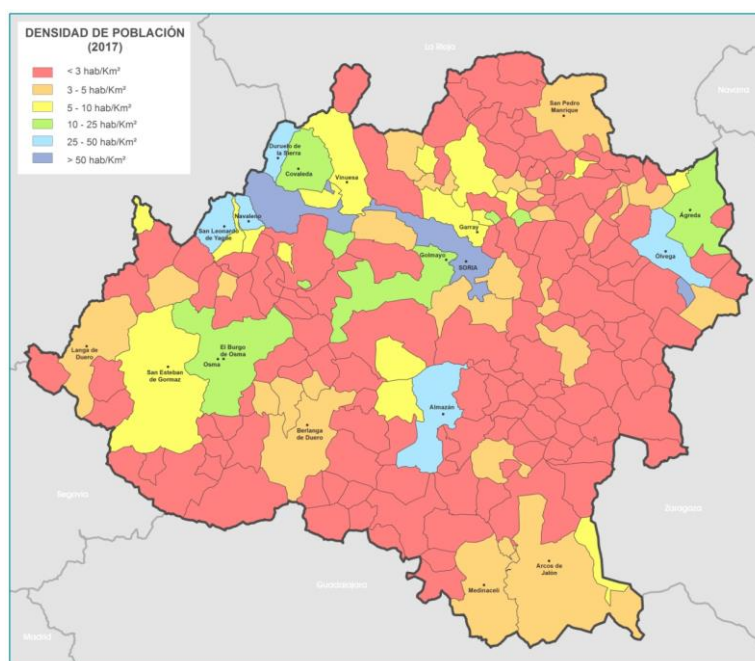 DENSIDAD DE POBLACIÓN
(2017)
< 3 hab/Km²
3 - 5 hab/Km²
5 - 10 hab/Km²
10 - 25 hab/Km²
25 - 50 hab/Km²
> 50 hab/Km²
La Rioja
Navarra
San Pedro
Manrique
Duruelo de
la Sierra
Covaleda
Vinuesa
Navaleno
San Leonardo
de Yagüe
Garray
Ágreda
Golmayo
SORIA
Ólvega
Langa de
Duero
El Burgo
de Osma
Osma
San Esteban
de Gormaz
Almazán
Berlanga
de Duero
Segovia
Zaragoza
Arcos de
Jalón
Medinaceli
Guadalajara
Madrid